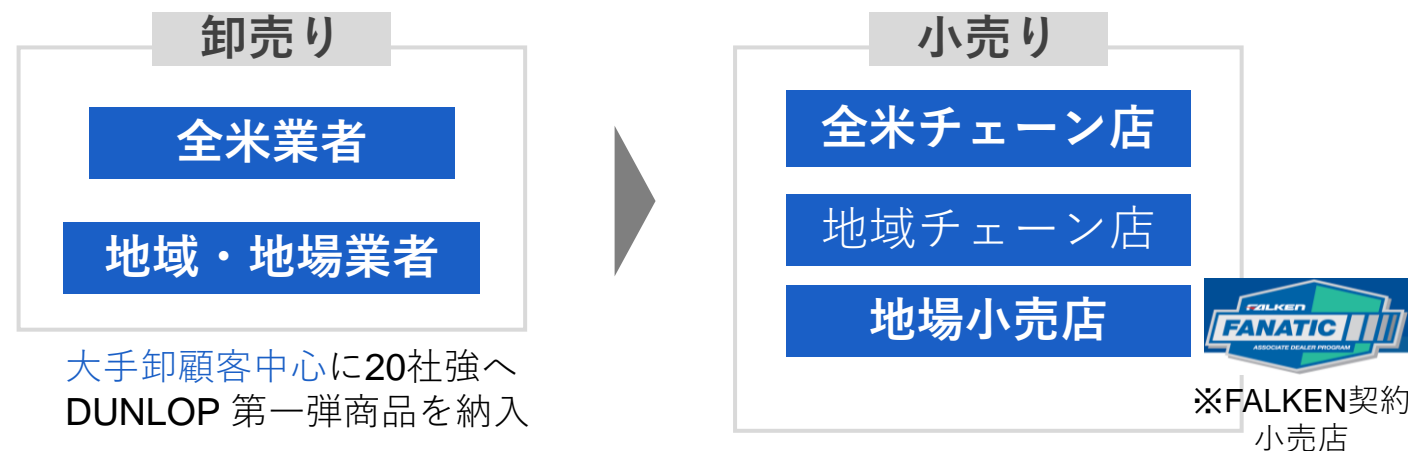 卸売り
全米業者
地域・地場業者
大手卸顧客中心に20社強へ
DUNLOP 第一弾商品を納入
小売り
全米チェーン店
地域チェーン店
地場小売店
FALKEN
FANATIC
ASSOCIATE DEALER PROGRAM
※FALKEN契約
小売店